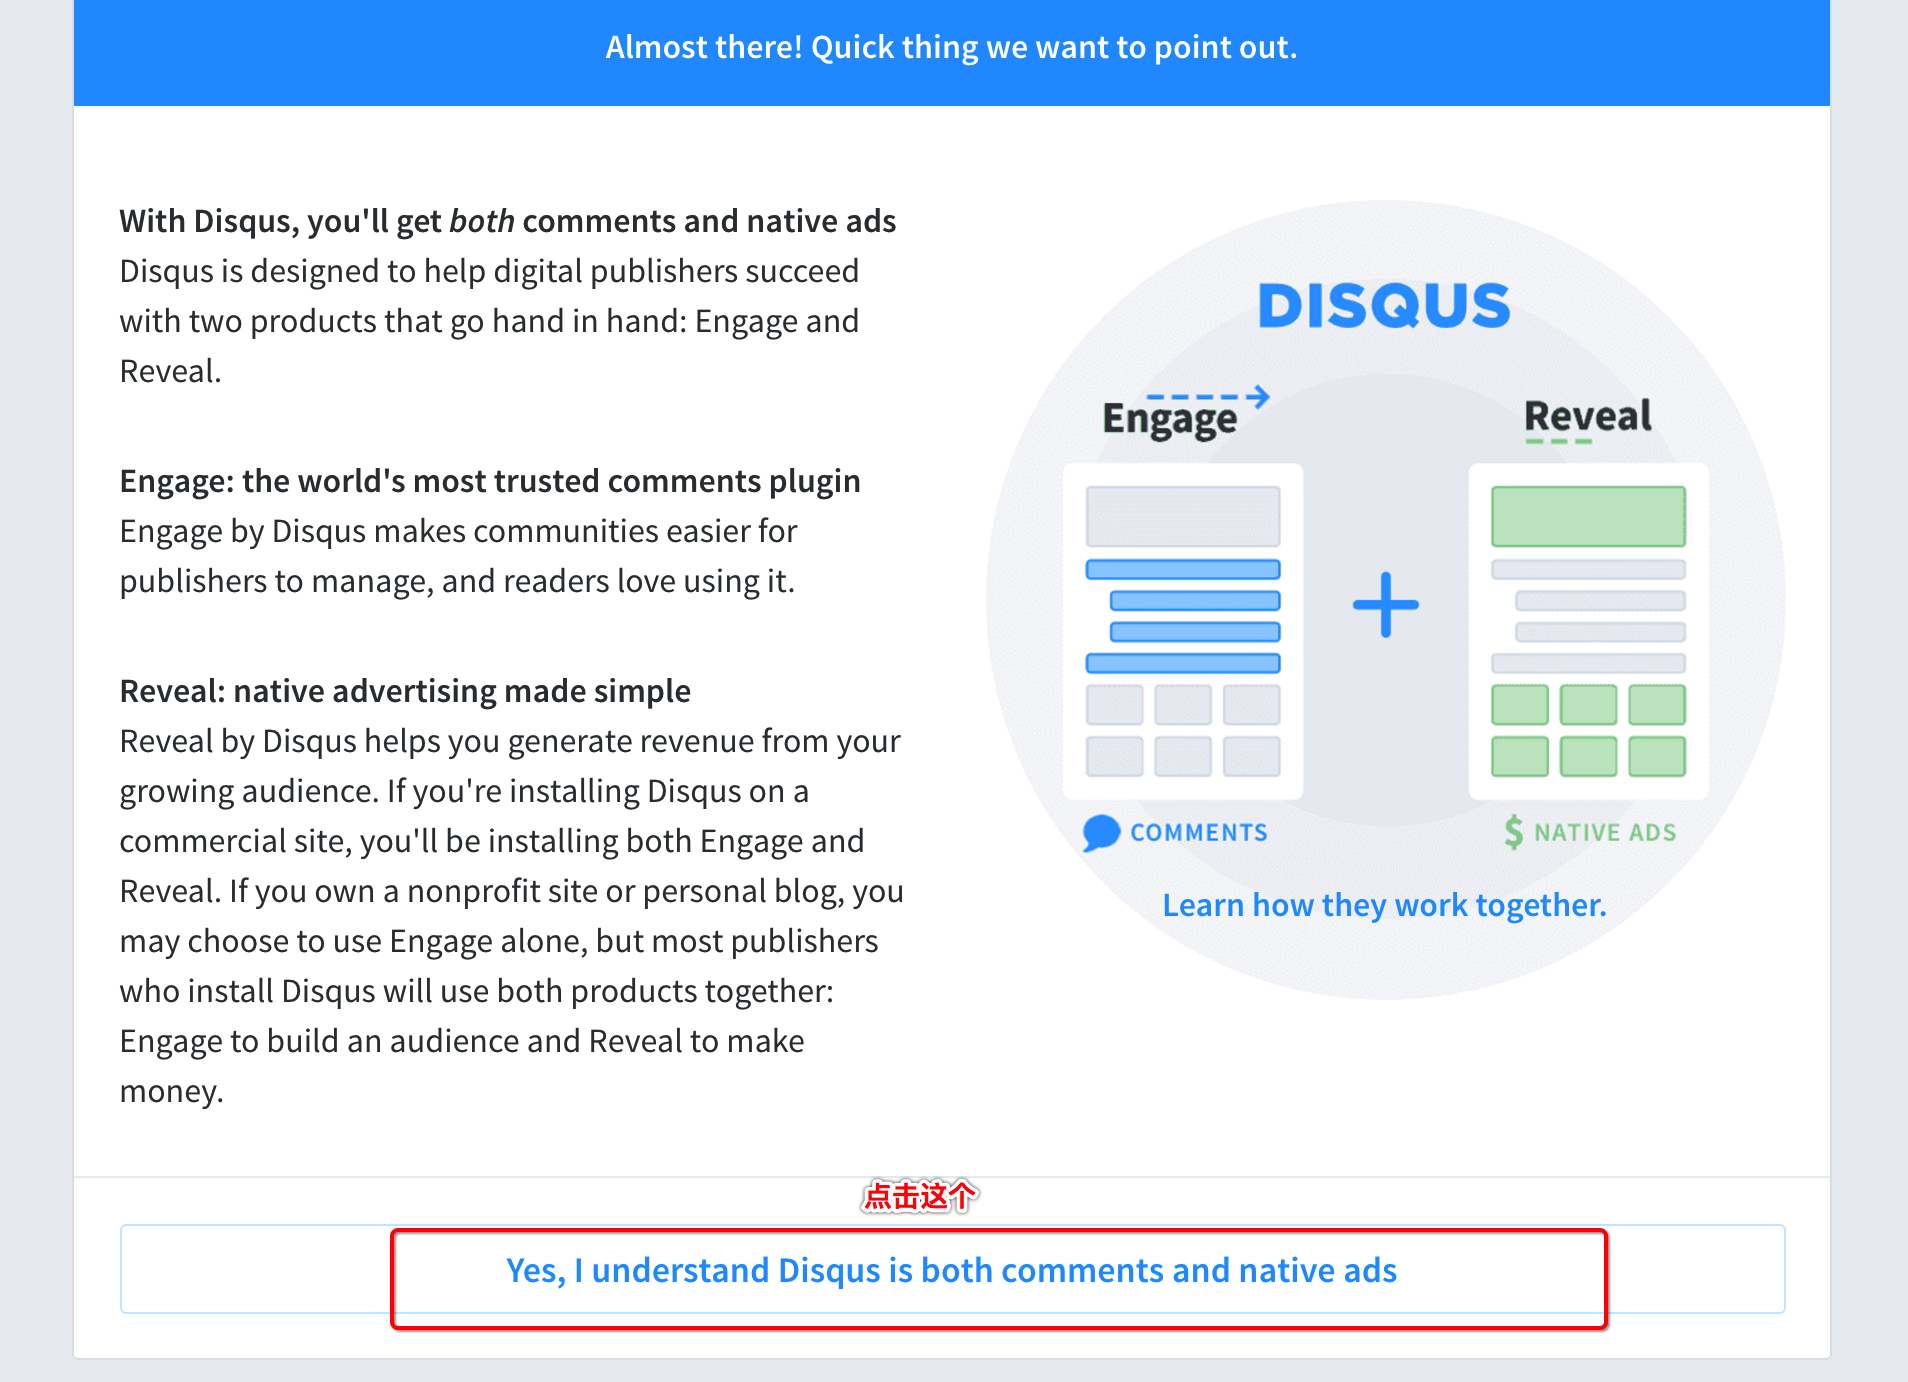 Almost there! Quick thing we want to point out.
With Disqus, you'll get both comments and native ads
Disqus is designed to help digital publishers succeed
with two products that go hand in hand: Engage and
Reveal.
Engage: the world's most trusted comments plugin
Engage by Disqus makes communities easier for
publishers to manage, and readers love using it.
Reveal: native advertising made simple
Reveal by Disqus helps you generate revenue from your
growing audience. If you're installing Disqus on a
commercial site, you'll be installing both Engage and
Reveal. If you own a nonprofit site or personal blog, you
may choose to use Engage alone, but most publishers
who install Disqus will use both products together:
Engage to build an audience and Reveal to make
money.
DISQUS
Engage
Reveal
COMMENTS
$ NATIVE ADS
Learn how they work together.
点击这个
Yes, I understand Disqus is both comments and native ads